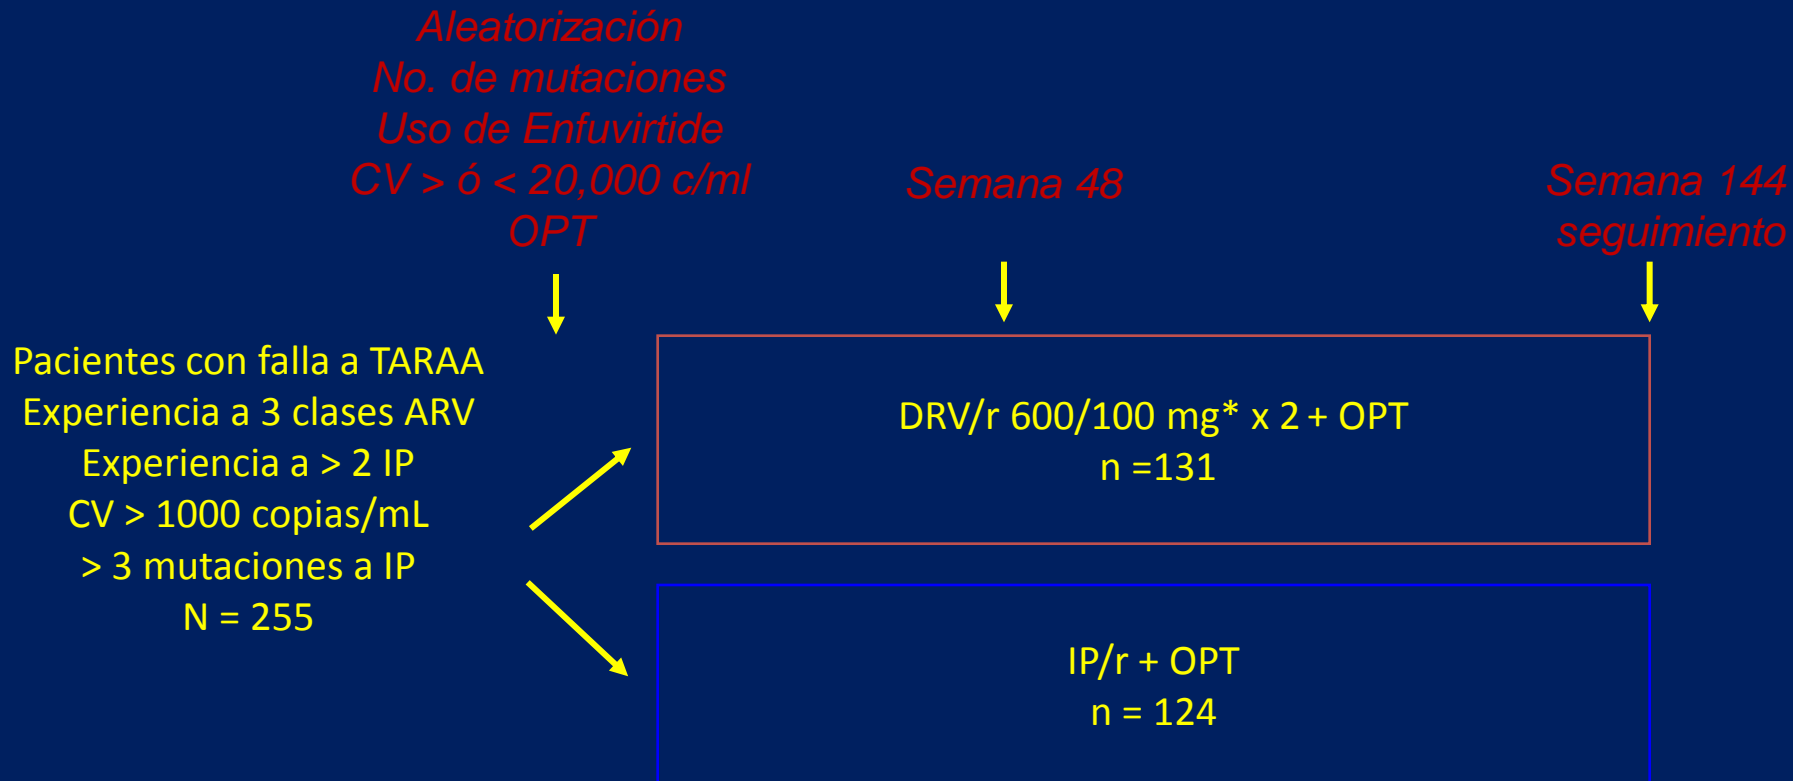 Aleatorización
No. de mutaciones
Uso de Enfuvirtide
CV > ó < 20,000 c/ml
OPT
Semana 48
Semana 144
seguimiento
Pacientes con falla a TARAA
Experiencia a 3 clases ARV
Experiencia a > 2 IP
CV > 1000 copias/mL
> 3 mutaciones a IP
N = 255
DRV/r 600/100 mg* x 2 + OPT
n =131
IP/r + OPT
n = 124